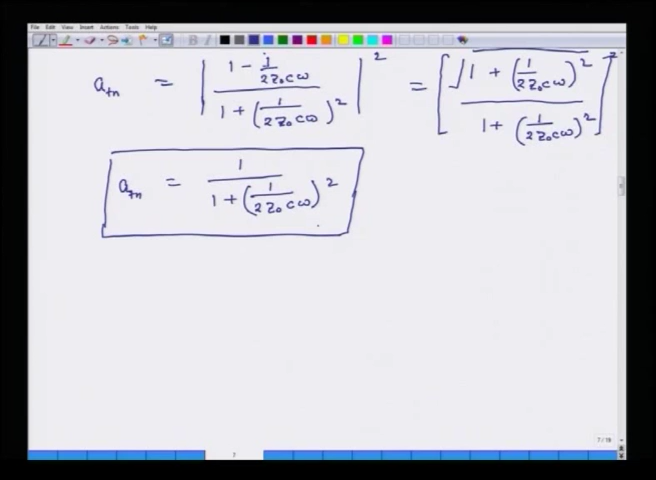 File Edit View Insert Actions Tools Help
a_tn = | (1 - j/(2Z₀Cω)) / (1 + (1/(2Z₀Cω))²) |² = [ √(1 + (1/(2Z₀Cω))²) / (1 + (1/(2Z₀Cω))²) ]²
a_tn = 1 / (1 + (1/(2Z₀Cω))²)
7 / 19
7